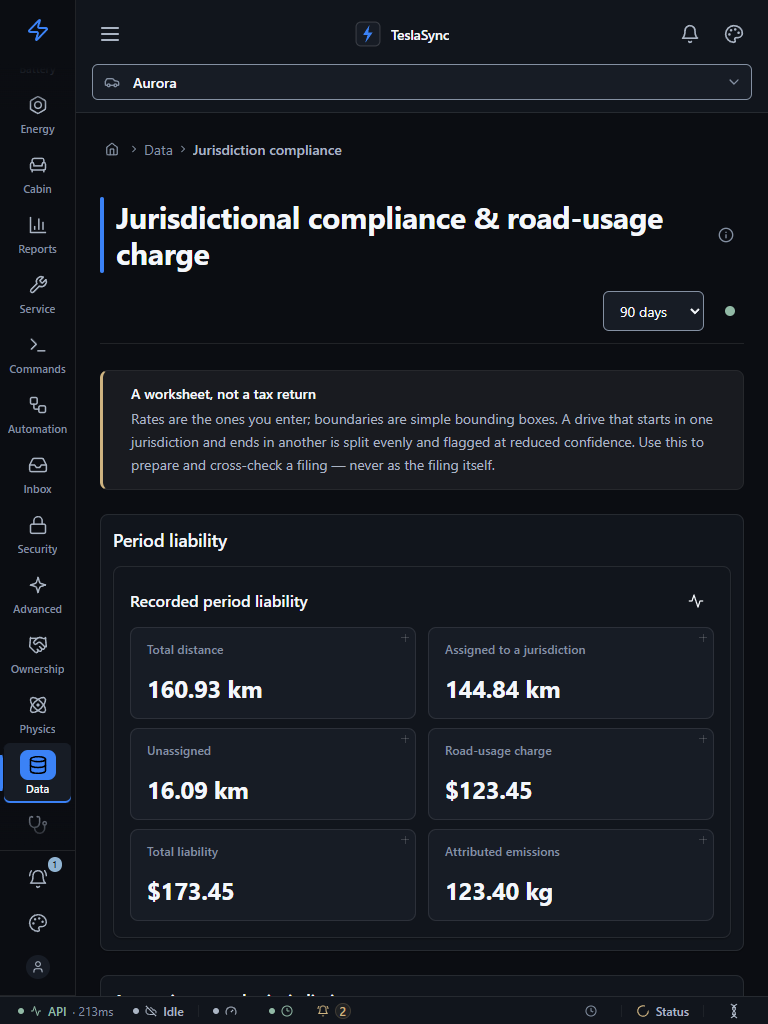 TeslaSync
Aurora
Energy
Cabin
Reports
Service
Commands
Automation
Inbox
Security
Advanced
Ownership
Physics
Data
1
Data
Jurisdiction compliance
Jurisdictional compliance & road-usage
charge
90 days
A worksheet, not a tax return
Rates are the ones you enter; boundaries are simple bounding boxes. A drive that starts in one
jurisdiction and ends in another is split evenly and flagged at reduced confidence. Use this to
prepare and cross-check a filing — never as the filing itself.
Period liability
Recorded period liability
Total distance
160.93 km
Assigned to a jurisdiction
144.84 km
Unassigned
16.09 km
Road-usage charge
$123.45
Total liability
$173.45
Attributed emissions
123.40 kg
API · 213ms
Idle
2
Status